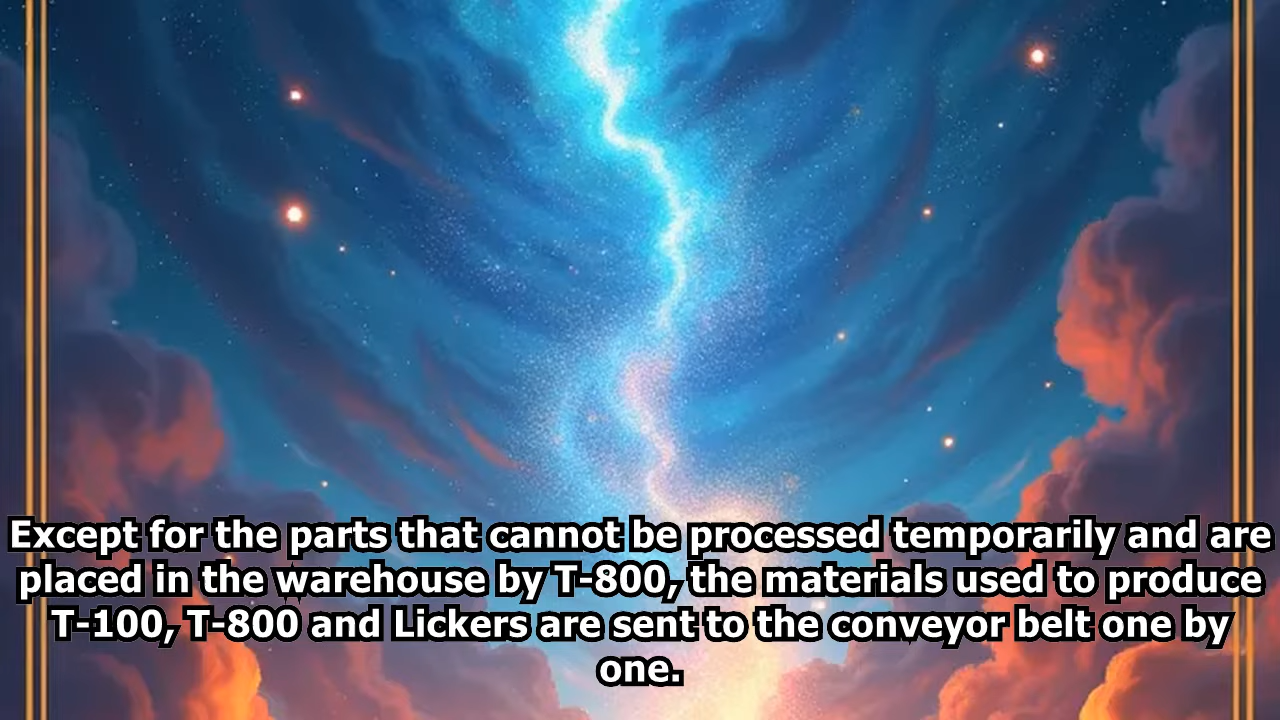 Except for the parts that cannot be processed temporarily and are
placed in the warehouse by T-800, the materials used to produce
T-100, T-800 and Lickers are sent to the conveyor belt one by
one.